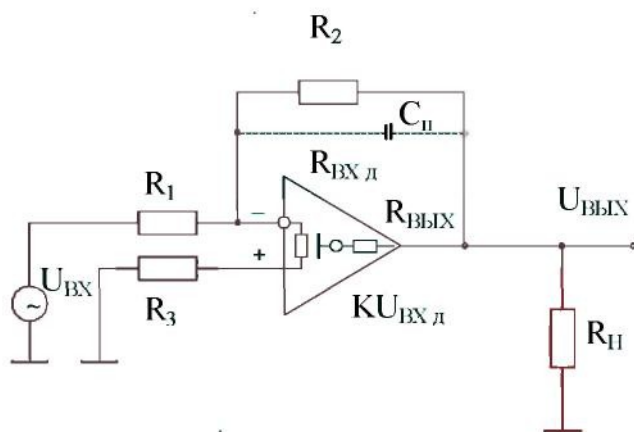 R₂
Cп
Rвх д
R₁
−
Rвых
Uвых
+
Uвх
~
R₃
KUвх д
Rн